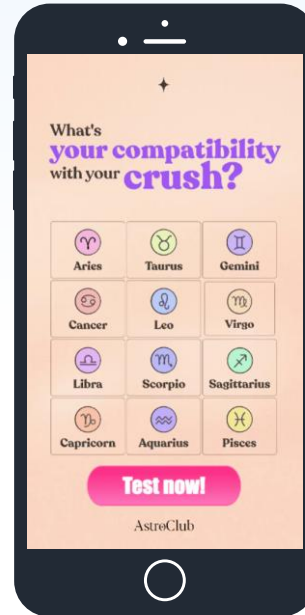 What's
your compatibility
with your crush?
Aries Taurus Gemini
Cancer Leo Virgo
Libra Scorpio Sagittarius
Capricorn Aquarius Pisces
Test now!
AstroClub